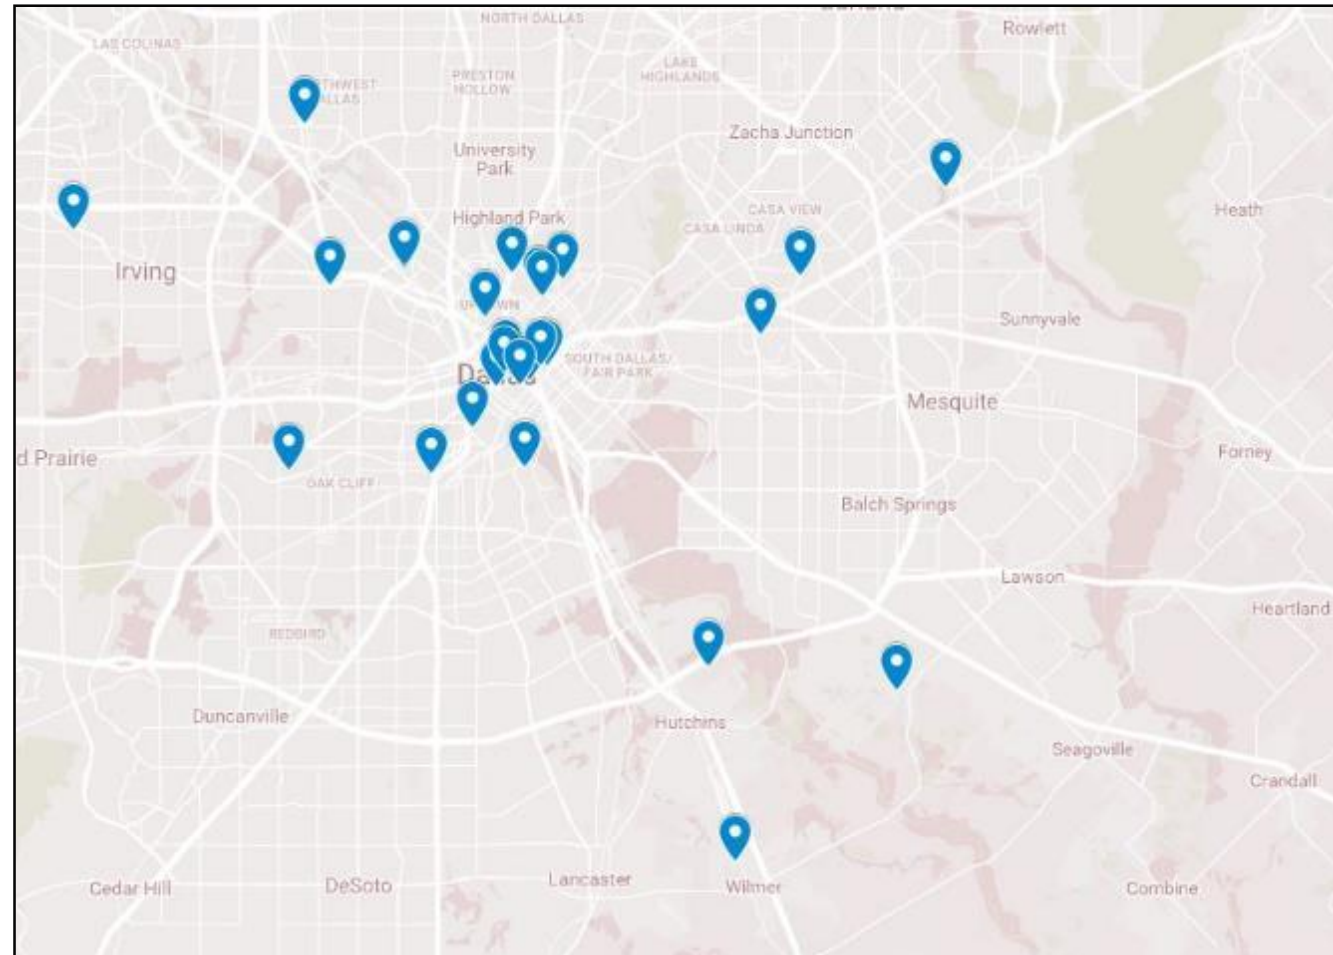 NORTH DALLAS
Rowlett
LAS COLINAS
LAKE
HIGHLANDS
PRESTON
HOLLOW
Zacha Junction
University
Park
CASA VIEW
Heath
Highland Park
CASA LINDA
Irving
Sunnyvale
SOUTH DALLAS/
FAIR PARK
Mesquite
Forney
d Prairie
OAK CLIFF
Balch Springs
Lawson
Heartland
REDBIRD
Duncanville
Hutchins
Seagoville
Crandall
Lancaster
DeSoto
Wilmer
Cedar Hill
Combine